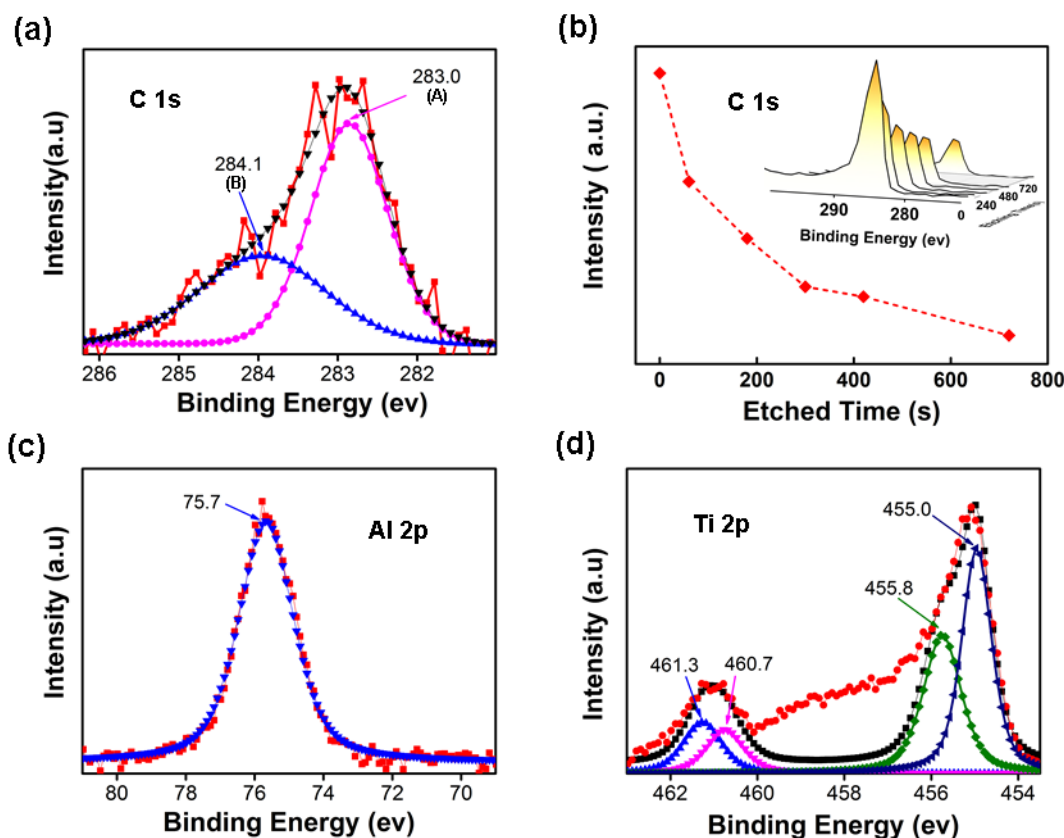 (a)
C 1s
283.0
(A)
284.1
(B)
Intensity(a.u)
286 285 284 283 282
Binding Energy (ev)
(b)
C 1s
Intensity ( a.u.)
290 280 0 240 480 720
Binding Energy (ev)
0 200 400 600 800
Etched Time (s)
(c)
75.7
Al 2p
Intensity (a.u)
80 78 76 74 72 70
Binding Energy (ev)
(d)
Ti 2p
455.0
455.8
461.3 460.7
Intensity (a.u)
462 460 458 456 454
Binding Energy (ev)